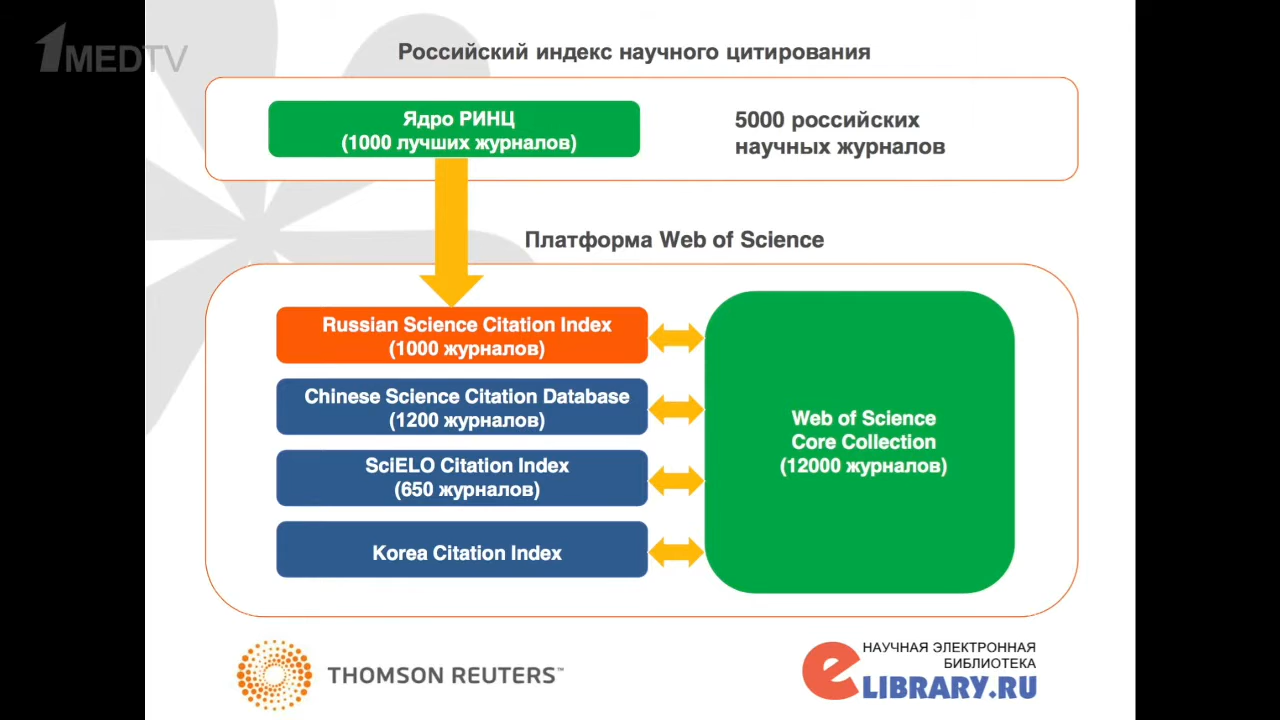 1MEDTV
Российский индекс научного цитирования
Ядро РИНЦ
(1000 лучших журналов)
5000 российских
научных журналов
Платформа Web of Science
Russian Science Citation Index
(1000 журналов)
Chinese Science Citation Database
(1200 журналов)
SciELO Citation Index
(650 журналов)
Korea Citation Index
Web of Science
Core Collection
(12000 журналов)
THOMSON REUTERS™
НАУЧНАЯ ЭЛЕКТРОННАЯ
БИБЛИОТЕКА
eLIBRARY.RU